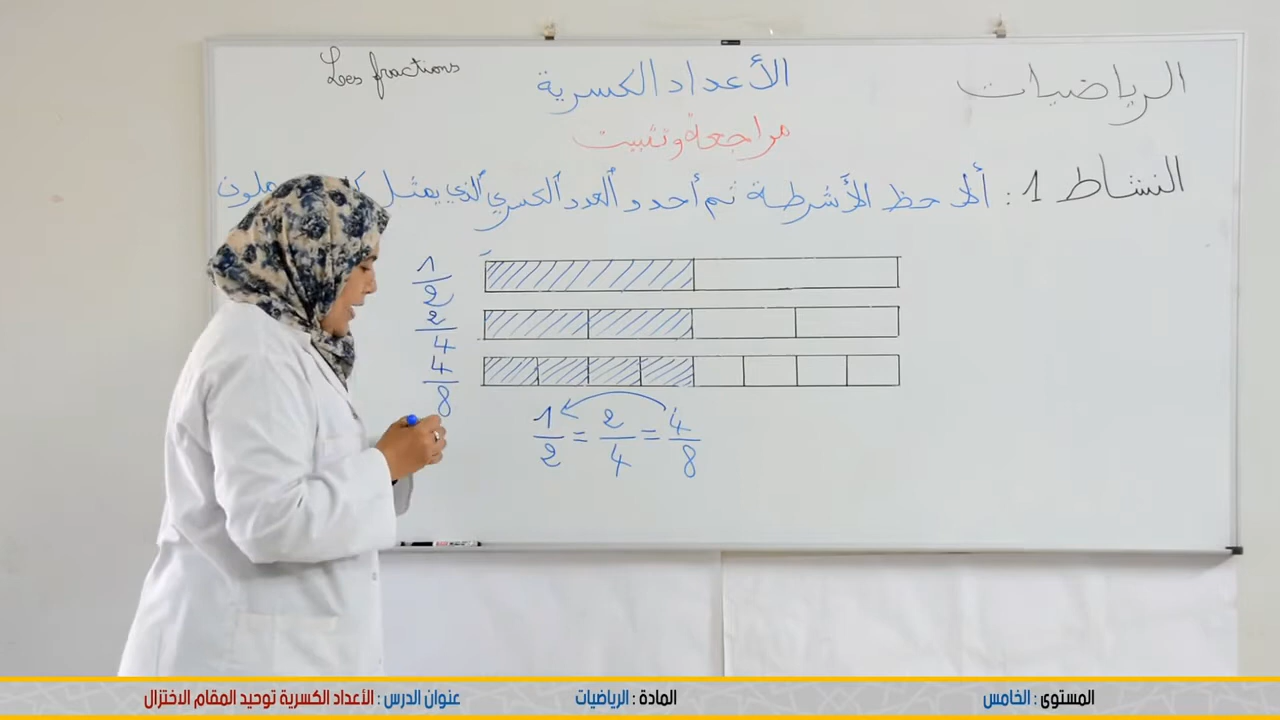 الرياضيات
الأعداد الكسرية
Les fractions
مراجعة وتثبيت
النشاط 1 : ألاحظ الأشرطة ثم أحدد العدد الكسري الذي يمثل ملون
1/2
2/4
4/8
1/2 = 2/4 = 4/8
المستوى : الخامس
المادة : الرياضيات
عنوان الدرس : الأعداد الكسرية توحيد المقام الاختزال